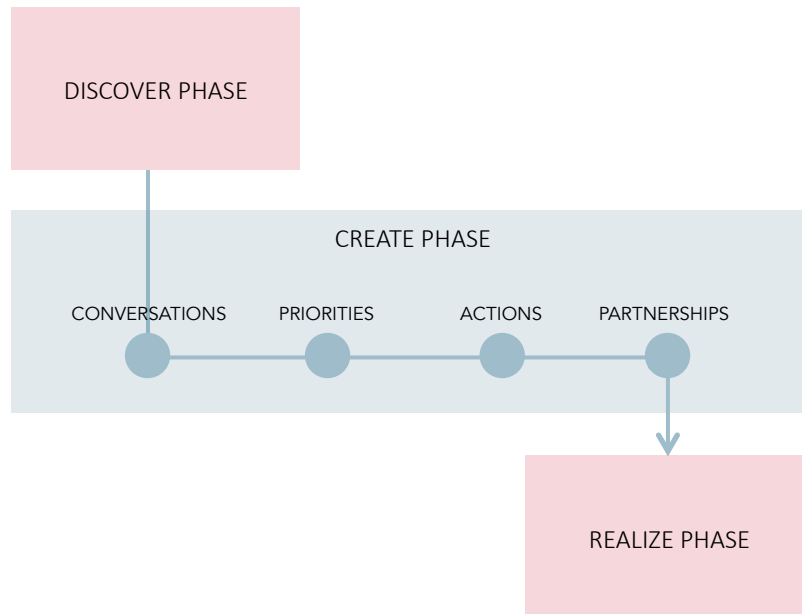 DISCOVER PHASE
CREATE PHASE
CONVERSATIONS
PRIORITIES
ACTIONS
PARTNERSHIPS
REALIZE PHASE